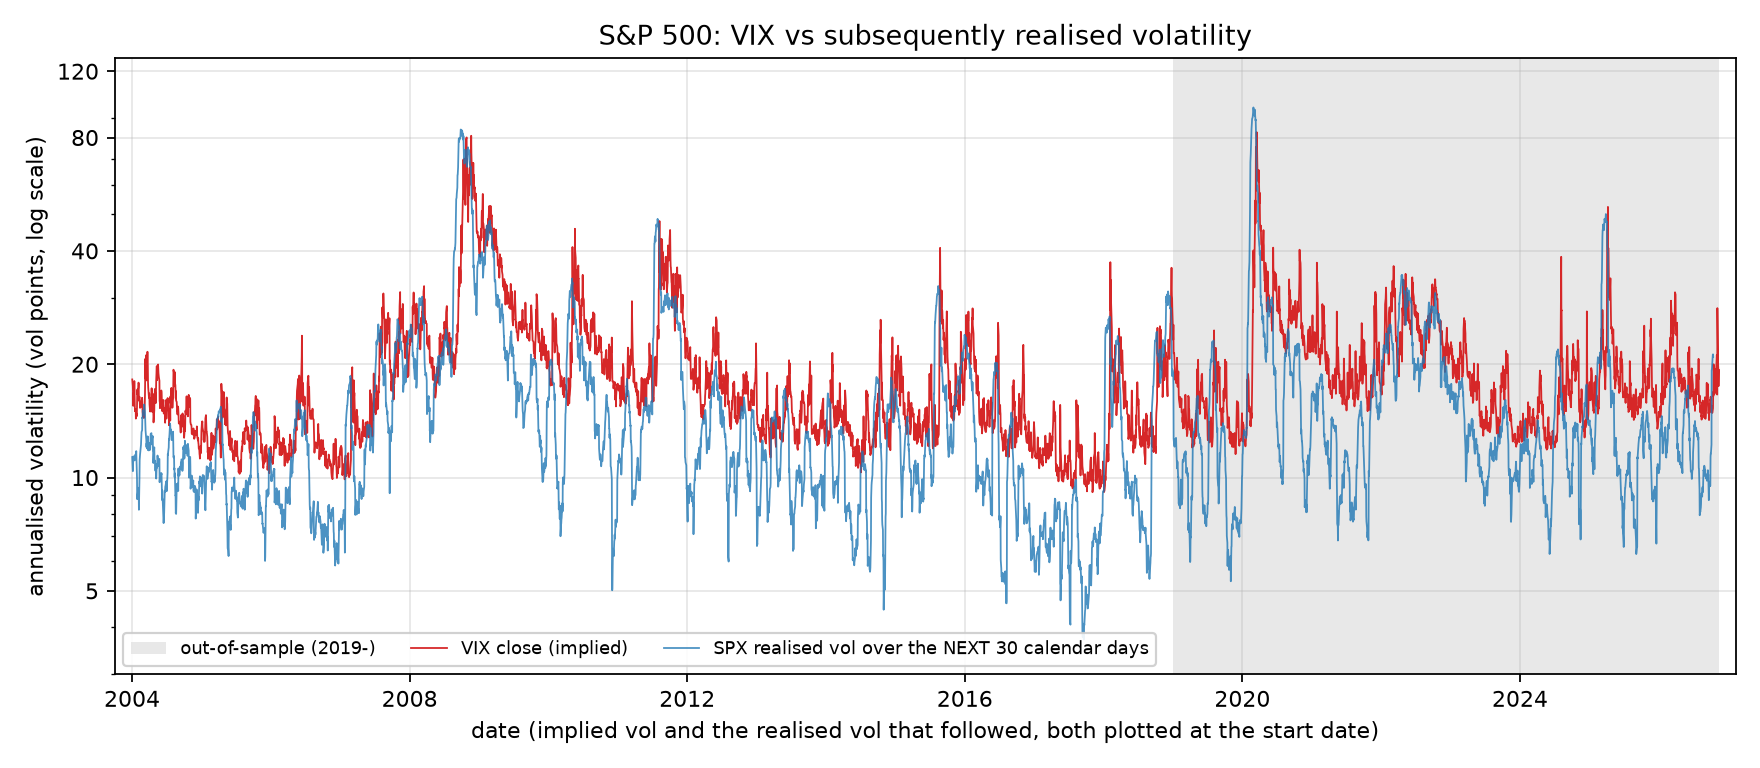 S&P 500: VIX vs subsequently realised volatility
annualised volatility (vol points, log scale)
120
80
40
20
10
5
out-of-sample (2019-)
VIX close (implied)
SPX realised vol over the NEXT 30 calendar days
2004
2008
2012
2016
2020
2024
date (implied vol and the realised vol that followed, both plotted at the start date)